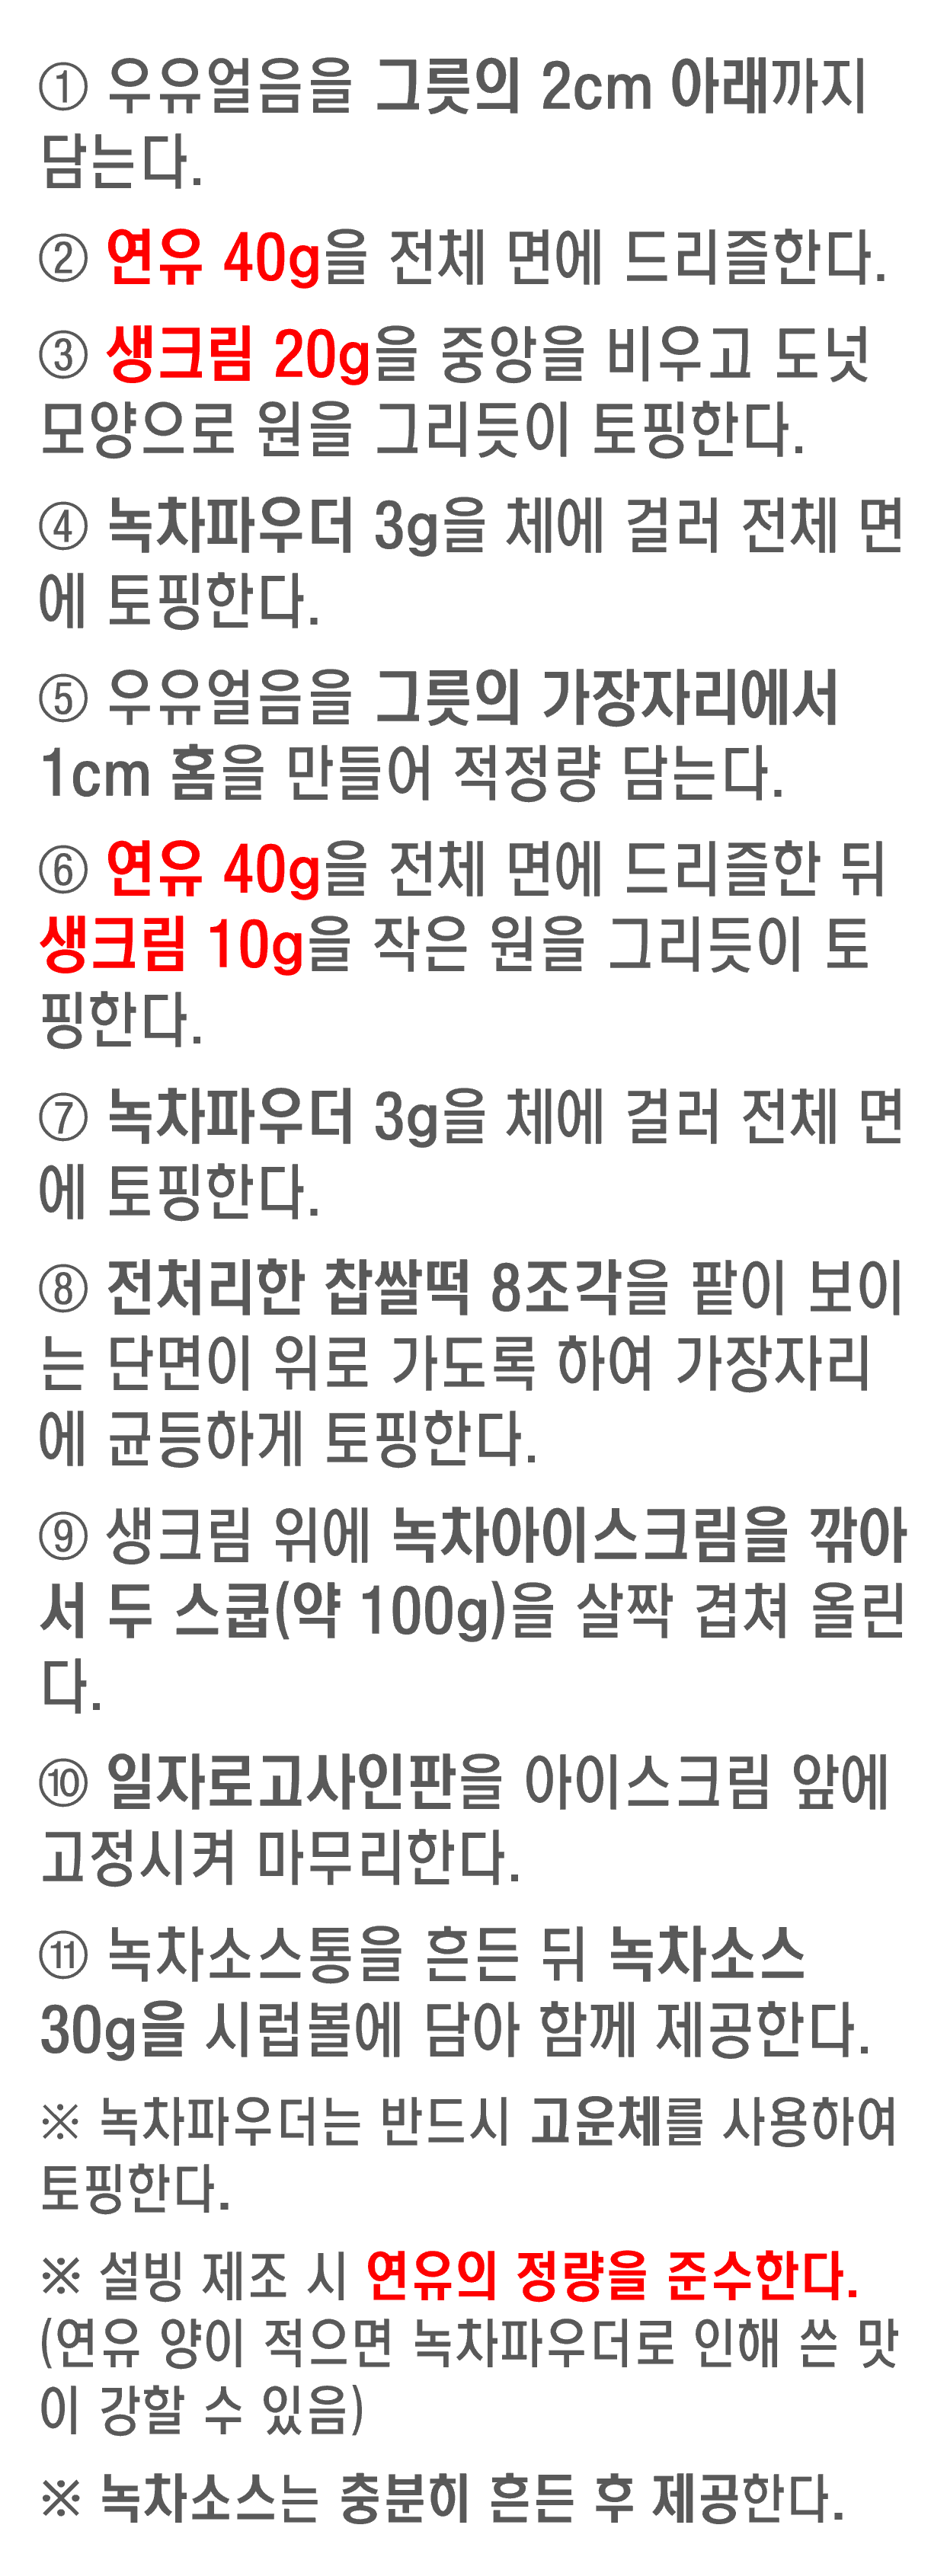 ① 우유얼음을 그릇의 2cm 아래까지
담는다.
② 연유 40g을 전체 면에 드리즐한다.
③ 생크림 20g을 중앙을 비우고 도넛
모양으로 원을 그리듯이 토핑한다.
④ 녹차파우더 3g을 체에 걸러 전체 면
에 토핑한다.
⑤ 우유얼음을 그릇의 가장자리에서
1cm 홈을 만들어 적정량 담는다.
⑥ 연유 40g을 전체 면에 드리즐한 뒤
생크림 10g을 작은 원을 그리듯이 토
핑한다.
⑦ 녹차파우더 3g을 체에 걸러 전체 면
에 토핑한다.
⑧ 전처리한 찹쌀떡 8조각을 팥이 보이
는 단면이 위로 가도록 하여 가장자리
에 균등하게 토핑한다.
⑨ 생크림 위에 녹차아이스크림을 깎아
서 두 스쿱(약 100g)을 살짝 겹쳐 올린
다.
⑩ 일자로고사인판을 아이스크림 앞에
고정시켜 마무리한다.
⑪ 녹차소스통을 흔든 뒤 녹차소스
30g을 시럽볼에 담아 함께 제공한다.
※ 녹차파우더는 반드시 고운체를 사용하여
토핑한다.
※ 설빙 제조 시 연유의 정량을 준수한다.
(연유 양이 적으면 녹차파우더로 인해 쓴 맛
이 강할 수 있음)
※ 녹차소스는 충분히 흔든 후 제공한다.